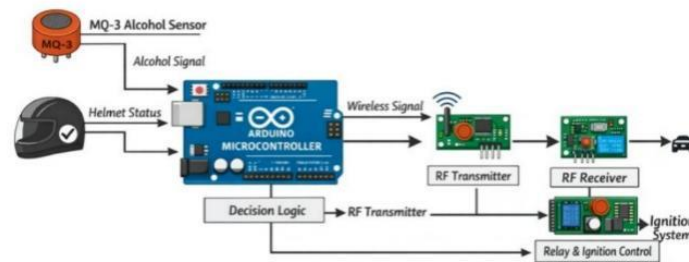 MQ-3 Alcohol Sensor
MQ-3
Alcohol Signal
Helmet Status
Wireless Signal
ARDUINO
MICROCONTROLLER
RF Transmitter
RF Receiver
Decision Logic
RF Transmitter
Ignition
System
Relay & Ignition Control